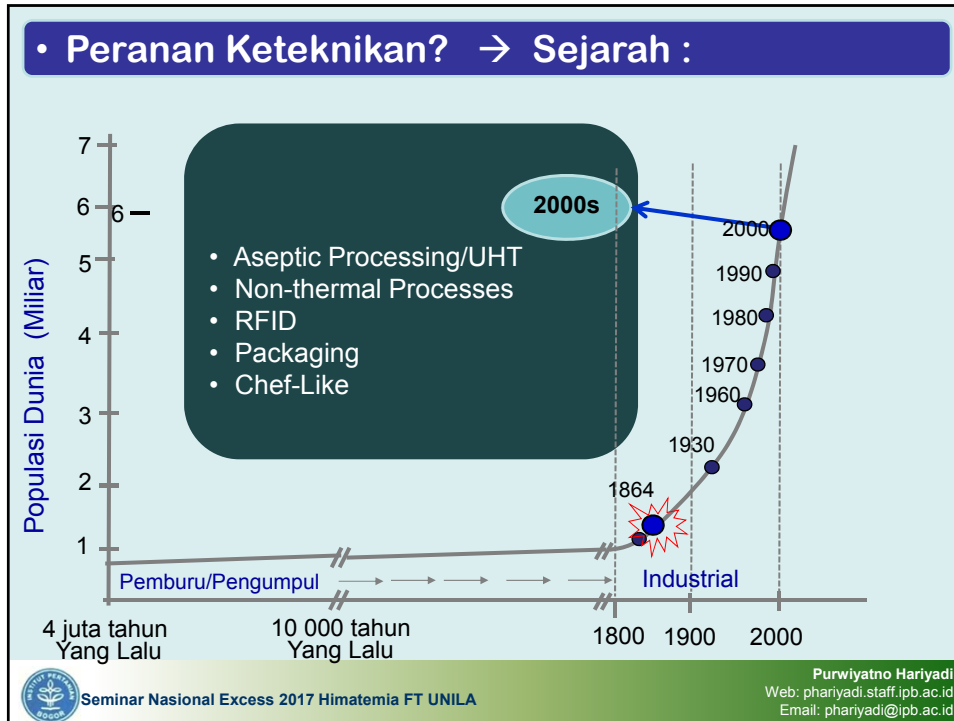 • Peranan Keteknikan? → Sejarah :
Populasi Dunia (Miliar)
7
6
6
5
4
3
2
1
2000s
• Aseptic Processing/UHT
• Non-thermal Processes
• RFID
• Packaging
• Chef-Like
2000
1990
1980
1970
1960
1930
1864
Pemburu/Pengumpul
Industrial
4 juta tahun
Yang Lalu
10 000 tahun
Yang Lalu
1800
1900
2000
INSTITUT PERTANIAN
BOGOR
Seminar Nasional Excess 2017 Himatemia FT UNILA
Purwiyatno Hariyadi
Web: phariyadi.staff.ipb.ac.id
Email: phariyadi@ipb.ac.id